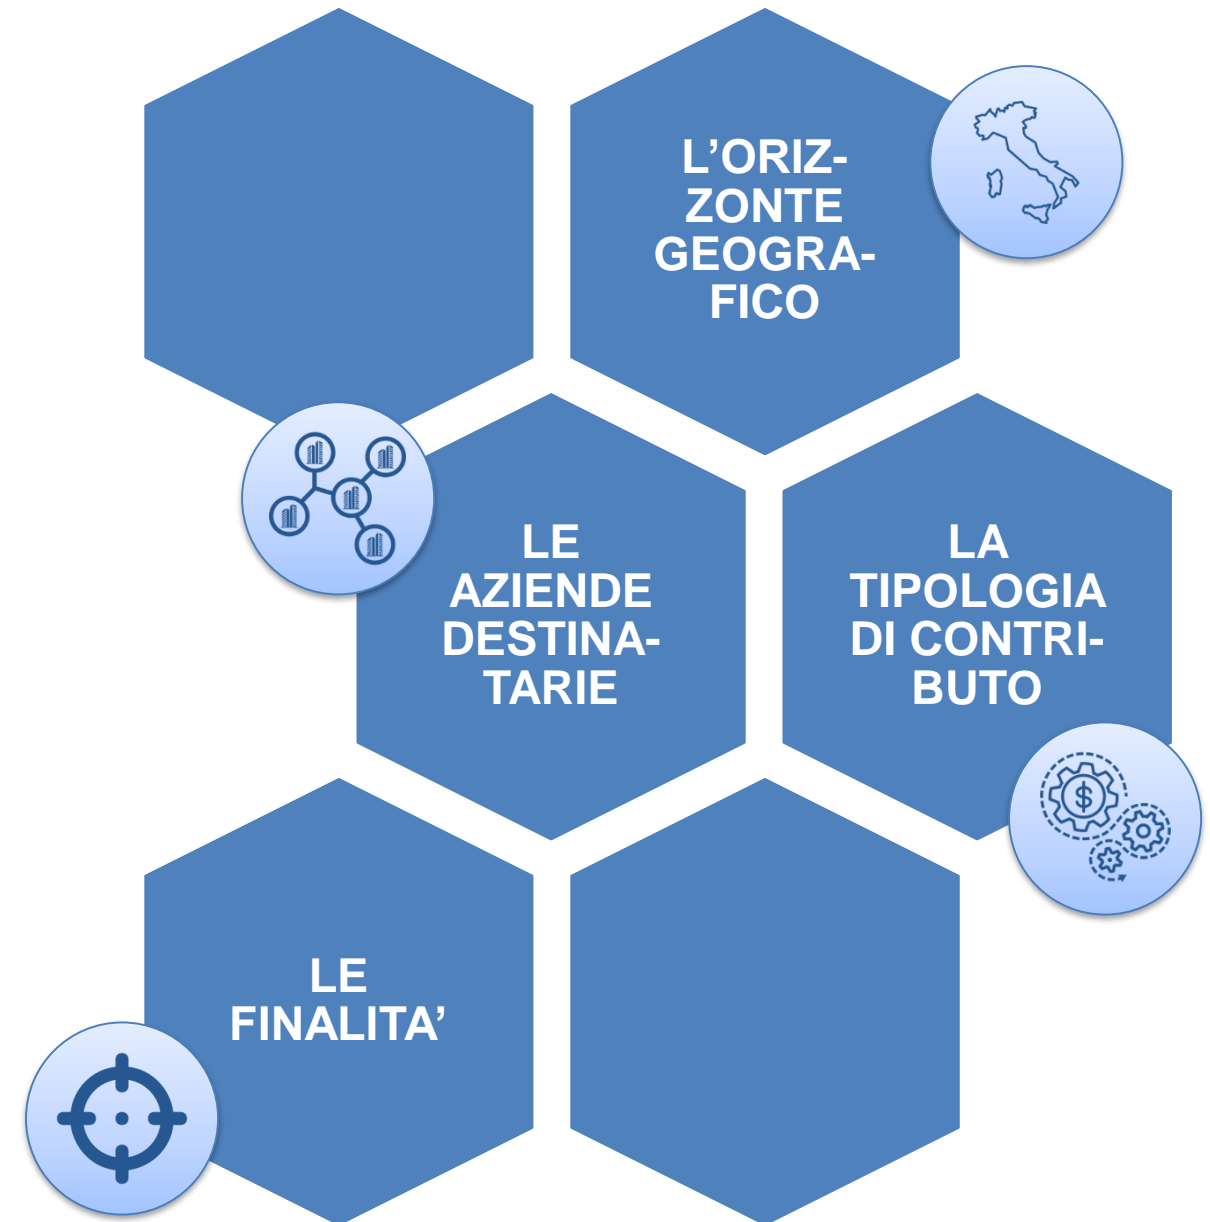 L’ORIZ-
ZONTE
GEOGRA-
FICO
LE
AZIENDE
DESTINA-
TARIE
LA
TIPOLOGIA
DI CONTRI-
BUTO
$
LE
FINALITA’